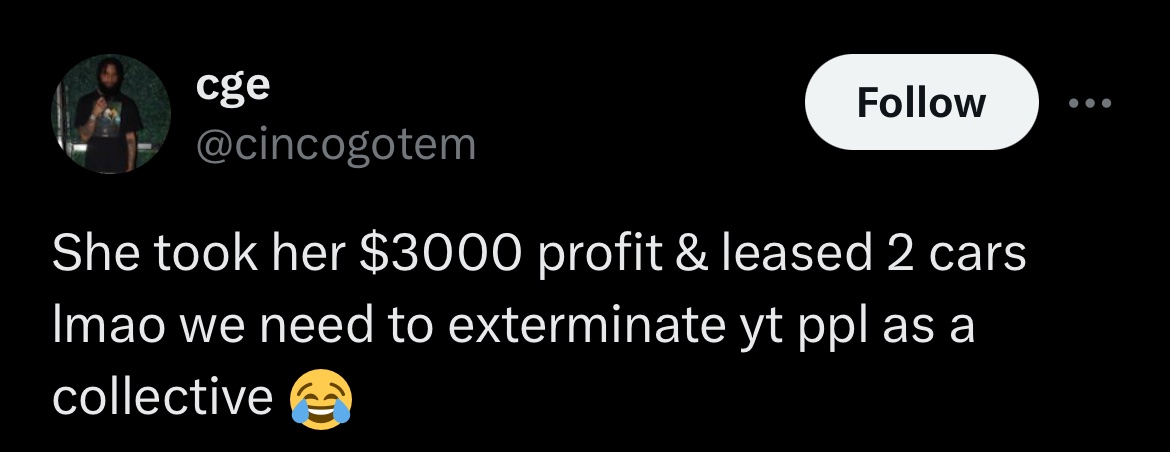 cge
@cincogotem
Follow
She took her $3000 profit & leased 2 cars
lmao we need to exterminate yt ppl as a
collective 😂